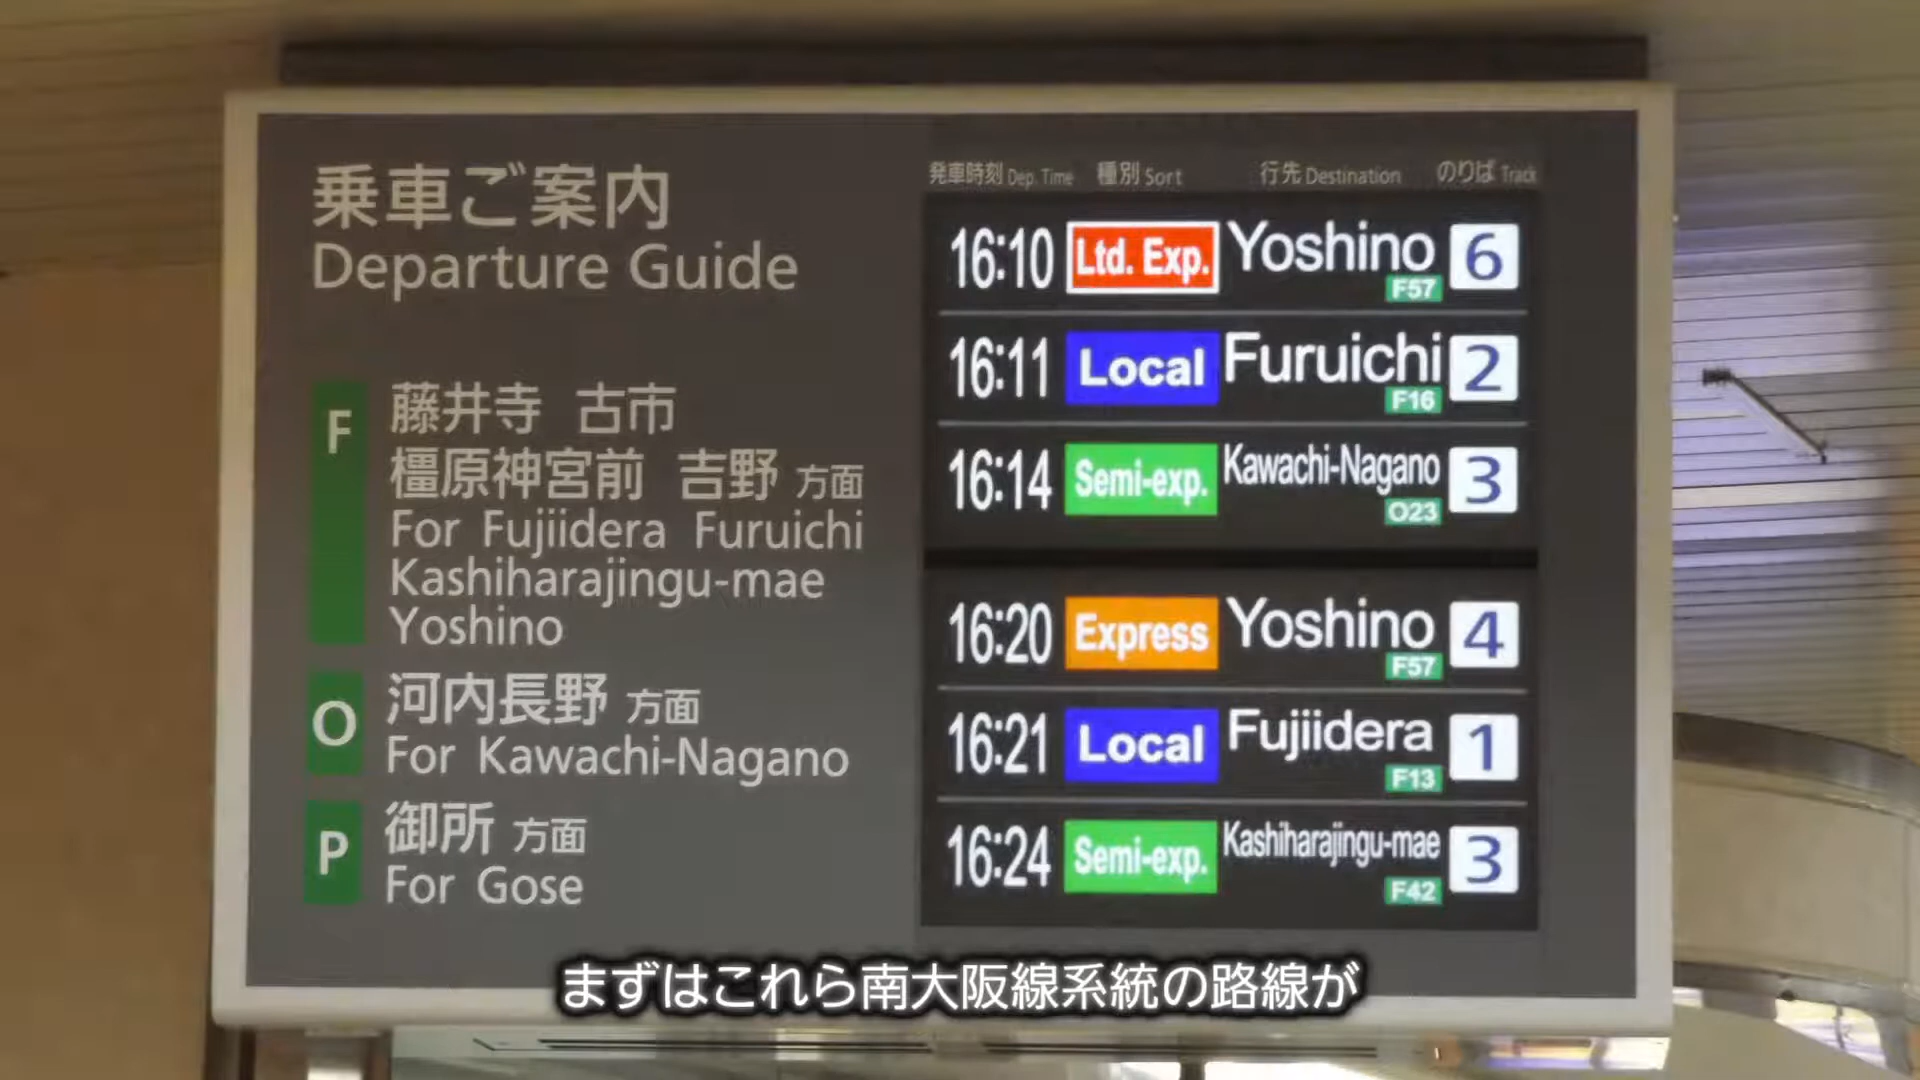 乗車ご案内
Departure Guide
F
藤井寺 古市
橿原神宮前 吉野 方面
For Fujiidera Furuichi
Kashiharajingu-mae
Yoshino
O
河内長野 方面
For Kawachi-Nagano
P
御所 方面
For Gose
発車時刻 Dep. Time 種別 Sort 行先 Destination のりば Track
16:10 Ltd. Exp. Yoshino F57 6
16:11 Local Furuichi F16 2
16:14 Semi-exp. Kawachi-Nagano O23 3
16:20 Express Yoshino F57 4
16:21 Local Fujiidera F13 1
16:24 Semi-exp. Kashiharajingu-mae F42 3
まずはこれら南大阪線系統の路線が